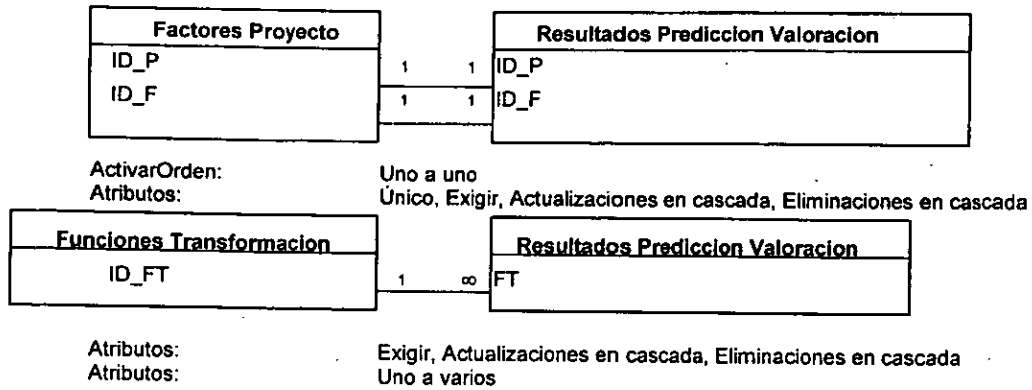 Factores Proyecto Resultados Prediccion Valoracion
ID_P 1 1 ID_P
ID_F 1 1 ID_F
ActivarOrden: Uno a uno
Atributos: Único, Exigir, Actualizaciones en cascada, Eliminaciones en cascada
Funciones Transformacion Resultados Prediccion Valoracion
ID_FT 1 ∞ FT
Atributos: Exigir, Actualizaciones en cascada, Eliminaciones en cascada
Atributos: Uno a varios